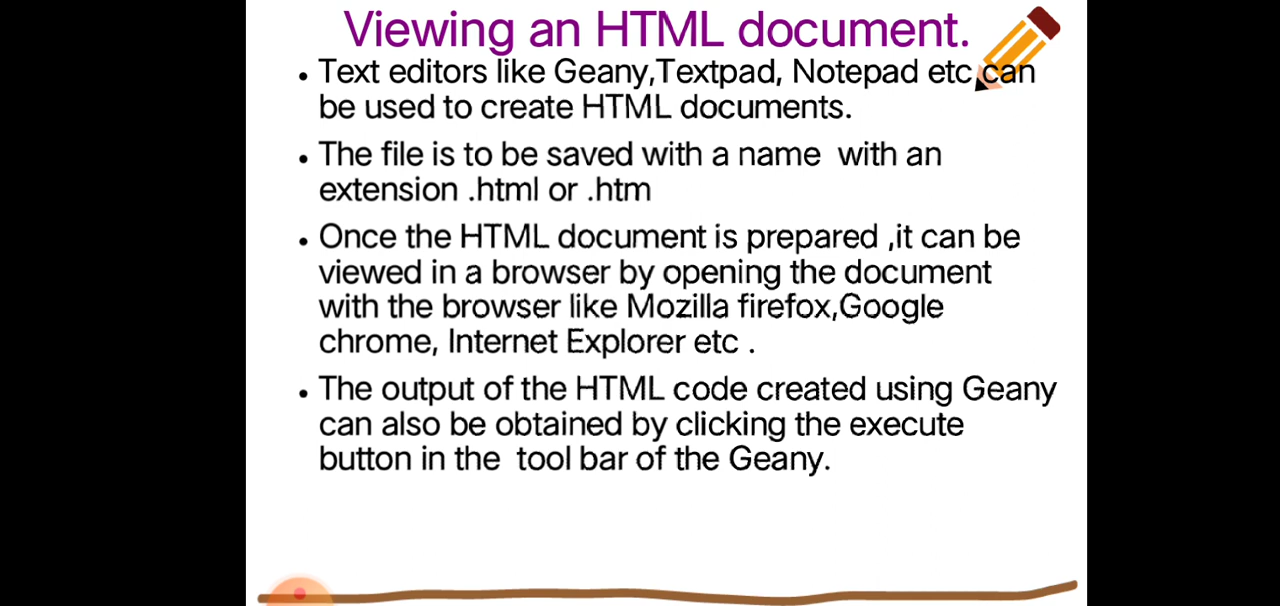 Viewing an HTML document.
• Text editors like Geany,Textpad, Notepad etc can
be used to create HTML documents.
• The file is to be saved with a name  with an
extension .html or .htm
• Once the HTML document is prepared ,it can be
viewed in a browser by opening the document
with the browser like Mozilla firefox,Google
chrome, Internet Explorer etc .
• The output of the HTML code created using Geany
can also be obtained by clicking the execute
button in the  tool bar of the Geany.